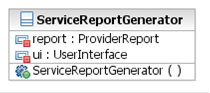 ServiceReportGenerator
report : ProviderReport
ui : UserInterface
ServiceReportGenerator ( )